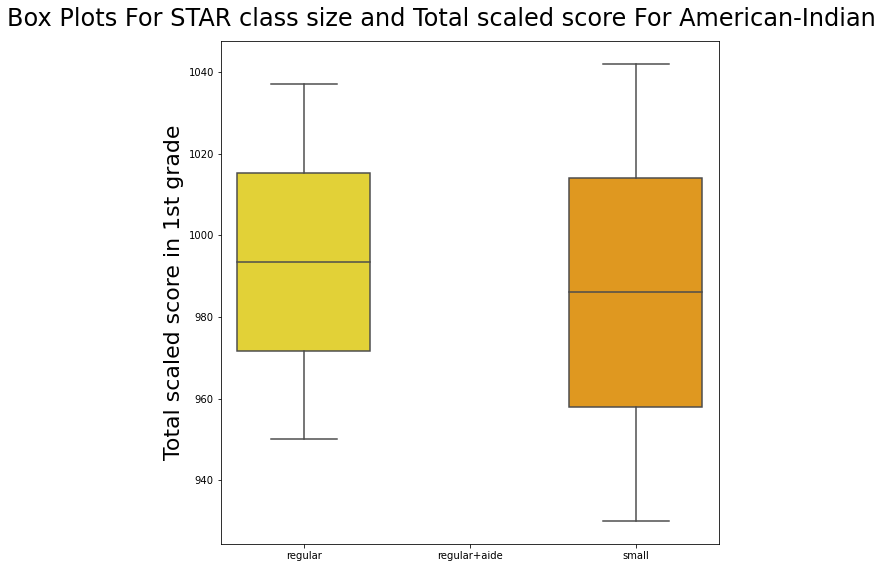 Box Plots For STAR class size and Total scaled score For American-Indian
Total scaled score in 1st grade
1040
1020
1000
980
960
940
regular
regular+aide
small